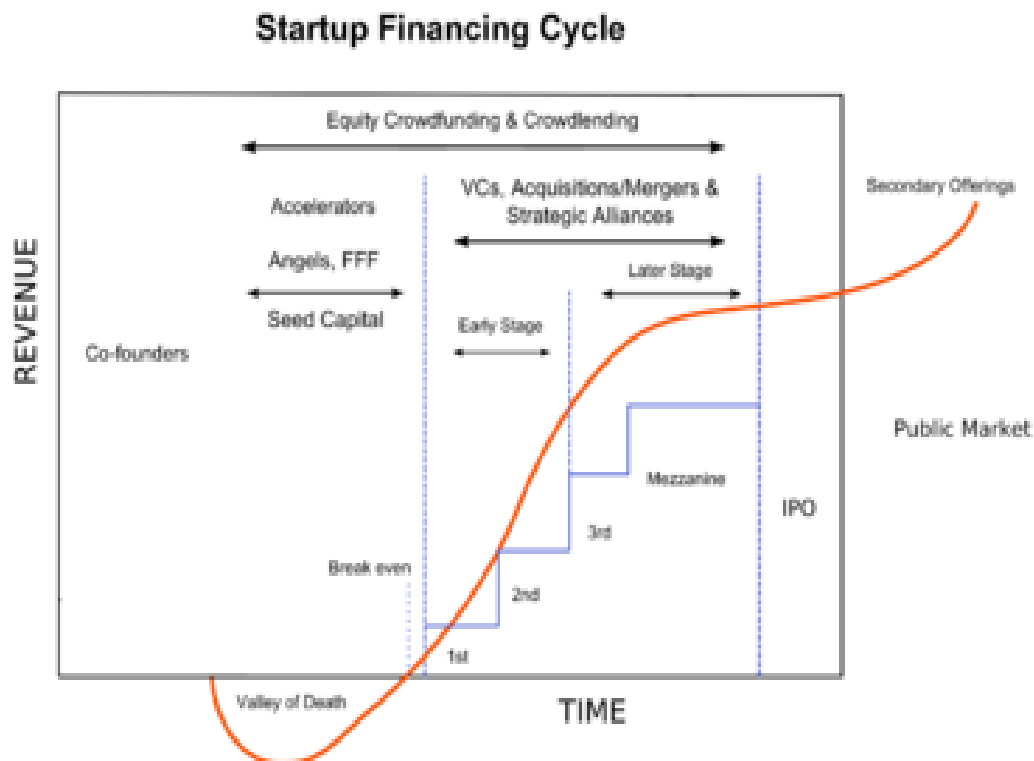 Startup Financing Cycle
Equity Crowdfunding & Crowdlending
VCs, Acquisitions/Mergers &
Strategic Alliances
Secondary Offerings
Accelerators
Angels, FFF
Later Stage
Seed Capital
Early Stage
REVENUE
Co-founders
Public Market
Mezzanine
IPO
3rd
Break even
2nd
1st
Valley of Death
TIME